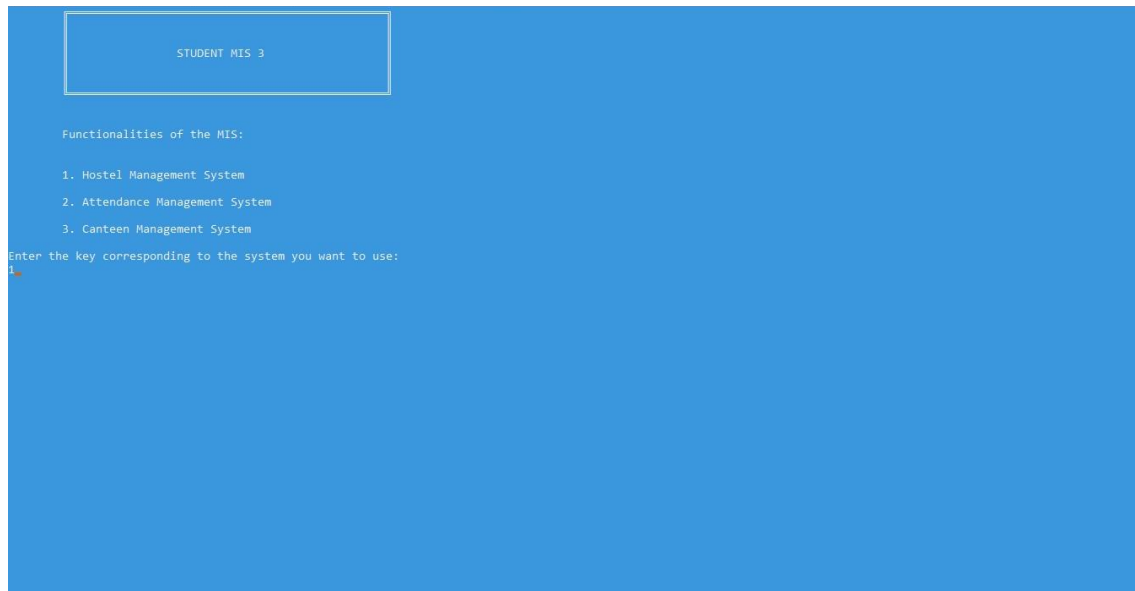 STUDENT MIS 3
Functionalities of the MIS:
1. Hostel Management System
2. Attendance Management System
3. Canteen Management System
Enter the key corresponding to the system you want to use:
1